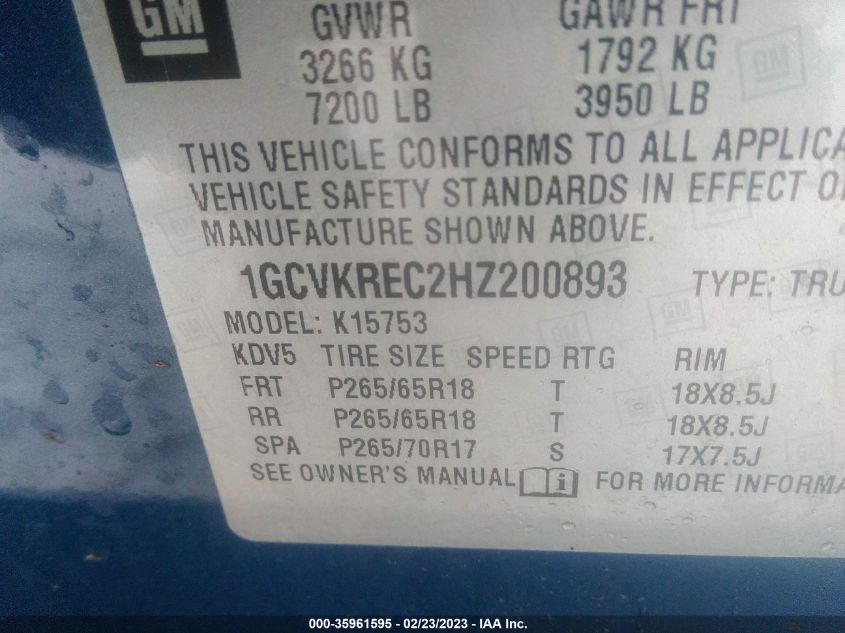 GM
GVWR GAWR FRT
3266 KG 1792 KG
7200 LB 3950 LB
THIS VEHICLE CONFORMS TO ALL
VEHICLE SAFETY STANDARDS IN EFFECT
MANUFACTURE SHOWN ABOVE.
1GCVKREC2HZ200893 TYPE:
MODEL: K15753
KDV5 TIRE SIZE SPEED RTG RIM
FRT P265/65R18 T 18X8.5J
RR P265/65R18 T 18X8.5J
SPA P265/70R17 S 17X7.5J
SEE OWNER'S MANUAL i FOR MORE
000-35961595 - 02/23/2023 - IAA Inc.